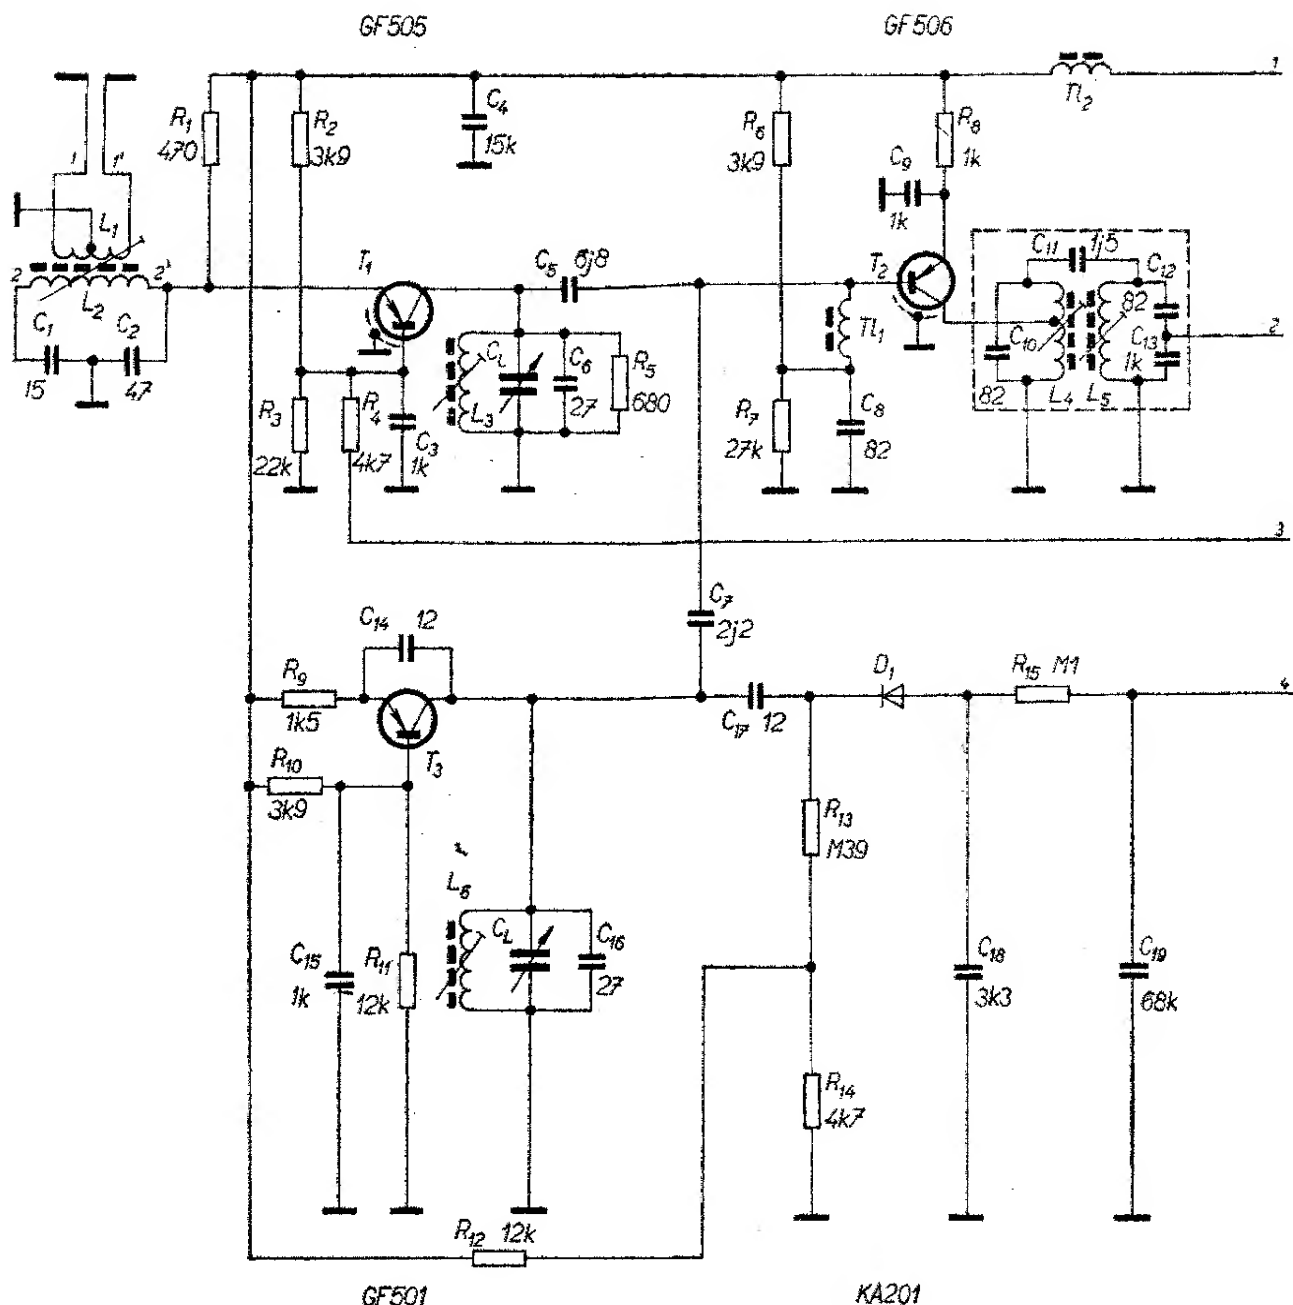 GF505
GF506
1
C4
15k
R1
470
R2
3k9
R6
3k9
R8
1k
Tl2
C9
1k
1
1'
L1
2
2'
L2
T1
C5
6j8
T2
C11
1j5
C12
82
C1
15
C2
47
Tl1
C10
82
C13
1k
2
L4
L5
CL
C6
27
R5
680
L3
R3
22k
R4
4k7
C3
1k
R7
27k
C8
82
3
C7
2j2
C14
12
R9
1k5
D1
R15
M1
4
C17
12
R10
3k9
T3
R13
M39
L6
CL
C16
27
C15
1k
R11
12k
C18
3k3
C19
68k
R14
4k7
R12
12k
GF501
KA201